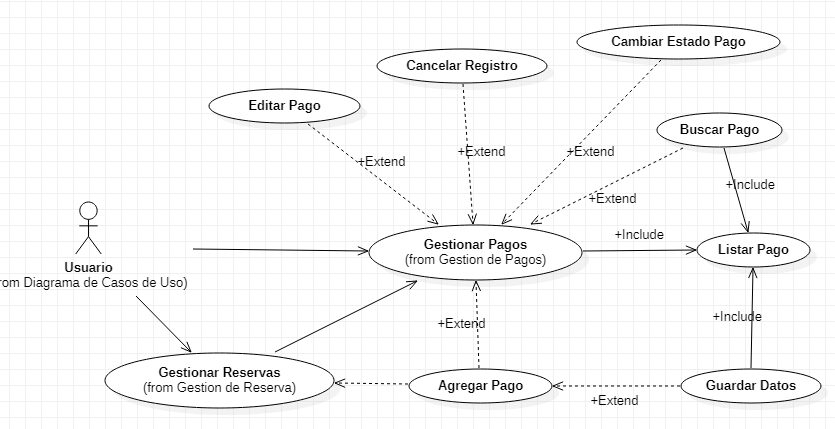 Cambiar Estado Pago
Cancelar Registro
Editar Pago
Buscar Pago
+Extend
+Extend
+Extend
+Include
+Extend
Gestionar Pagos
(from Gestion de Pagos)
+Include
Listar Pago
Usuario
rom Diagrama de Casos de Uso)
+Extend
+Include
Gestionar Reservas
(from Gestion de Reserva)
Agregar Pago
+Extend
Guardar Datos